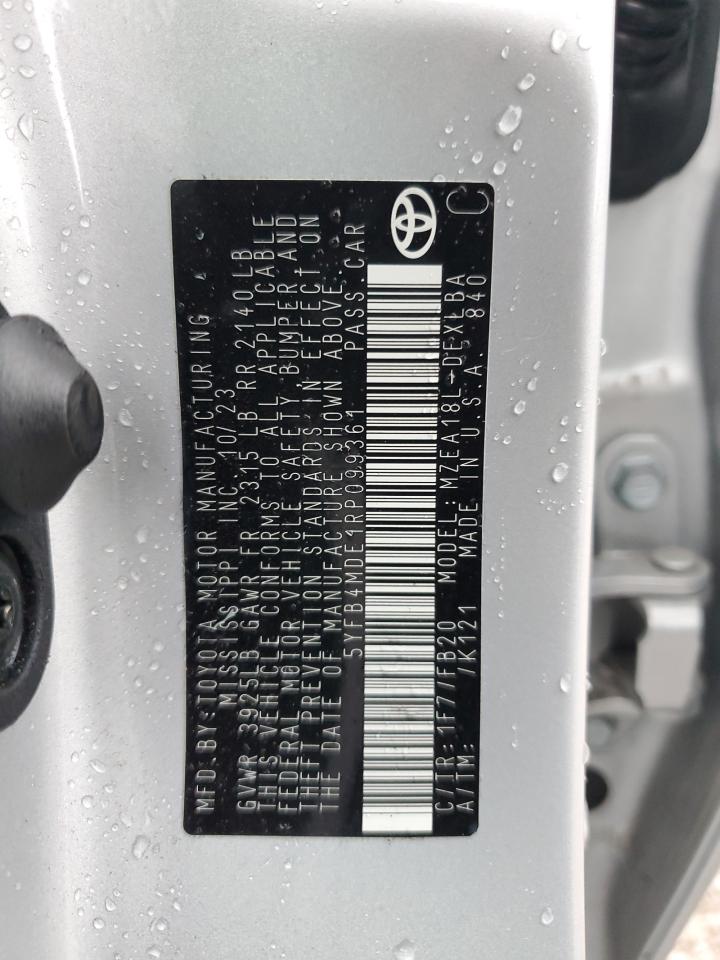 MFD. BY: TOYOTA MOTOR MANUFACTURING
MISSISSIPPI INC. 10/23
GVWR 3925LB GAWR FR 2315 LB RR 2140LB
THIS VEHICLE CONFORMS TO ALL APPLICABLE
FEDERAL MOTOR VEHICLE SAFETY, BUMPER AND
THEFT PREVENTION STANDARDS IN EFFECT ON
THE DATE OF MANUFACTURE SHOWN ABOVE.
5YFB4MDE1RP099361 PASS CAR
C/TR: 1F7/FB20 MODEL MZEA18L-DEXLBA
A/TM: /K121 MADE IN U.S.A. 840
C